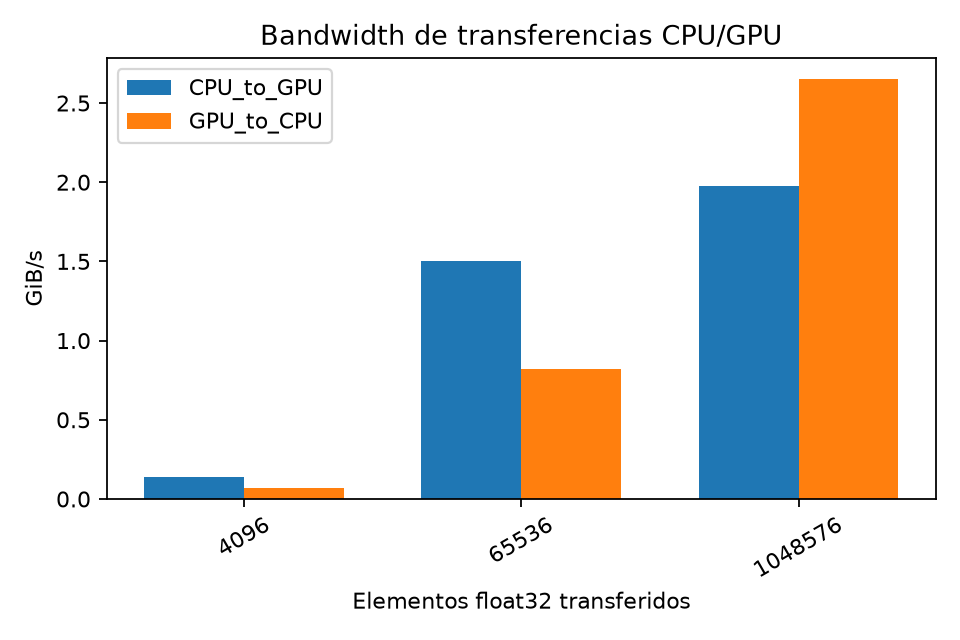 Bandwidth de transferencias CPU/GPU
CPU_to_GPU
GPU_to_CPU
GiB/s
2.5
2.0
1.5
1.0
0.5
0.0
4096
65536
1048576
Elementos float32 transferidos